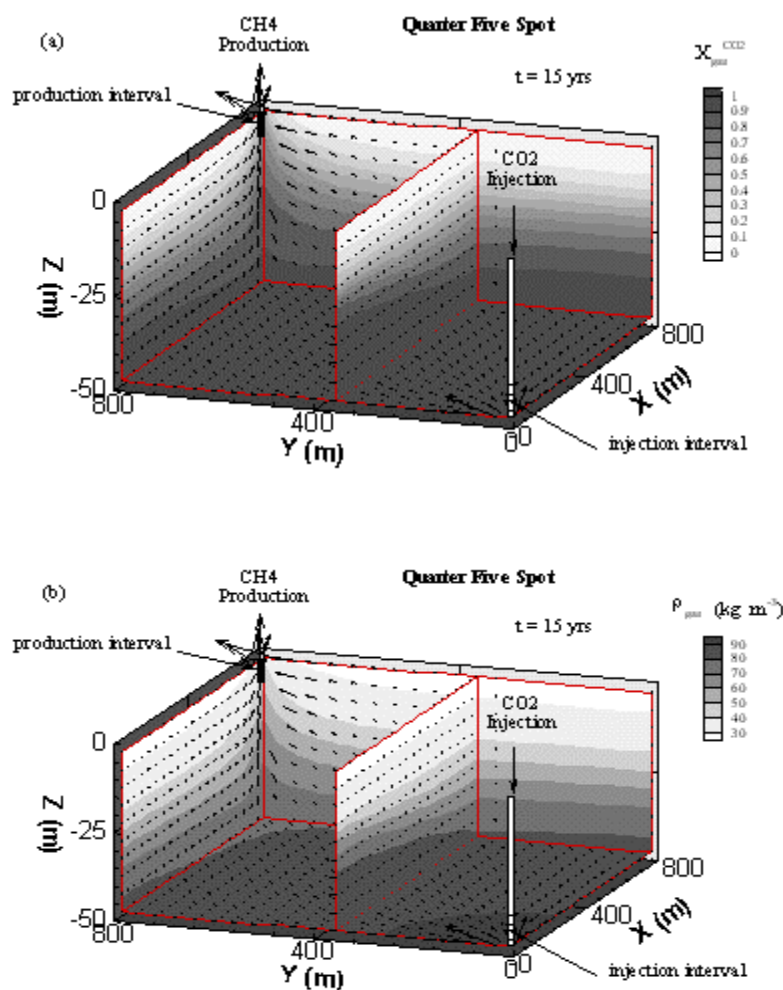 (a)
CH4
Production
Quarter Five Spot
X gas CO2
t = 15 yrs
production interval
1
0.9
0.8
0.7
0.6
0.5
0.4
0.3
0.2
0.1
0
CO2
Injection
0
-25
-50
Z (m)
800
400
0
Y (m)
0
400
800
X (m)
injection interval
(b)
CH4
Production
Quarter Five Spot
ρ gas (kg m-3)
t = 15 yrs
production interval
90
80
70
60
50
40
30
CO2
Injection
0
-25
-50
Z (m)
800
400
0
Y (m)
0
400
800
X (m)
injection interval